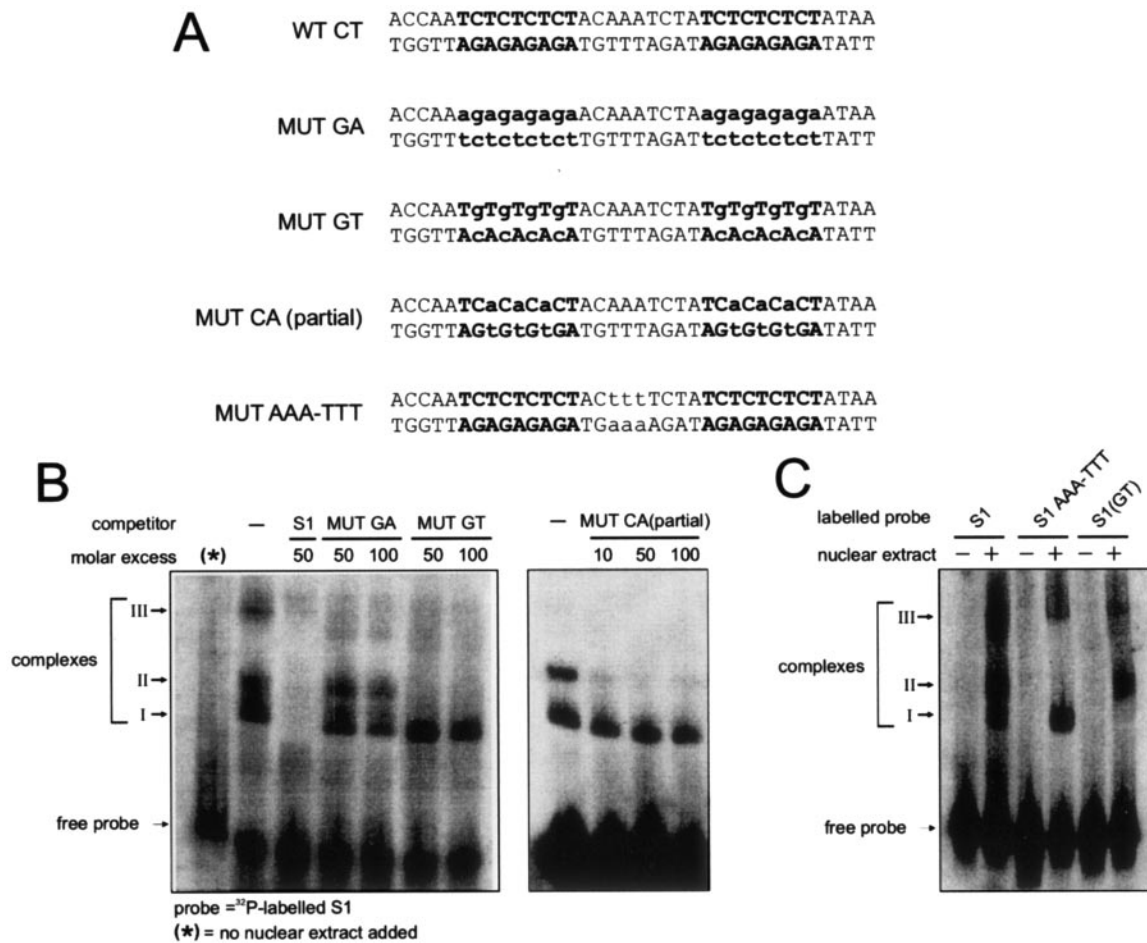 A
WT CT
ACCAATCTCTCTCTACAAATCTATCTCTCTCTATAA
TGGTTAGAGAGAGATGTTTAGATAGAGAGAGATATT
MUT GA
ACCAAagagagagaACAAATCTAagagagagaATAA
TGGTTtctctctctTGTTTAGATtctctctctTATT
MUT GT
ACCAATgTgTgTgTACAAATCTATgTgTgTgTATAA
TGGTTAcAcAcAcATGTTTAGATAcAcAcAcATATT
MUT CA (partial)
ACCAATCaCaCaCTACAAATCTATCaCaCaCTATAA
TGGTTAGtGtGtGATGTTTAGATAGtGtGtGATATT
MUT AAA-TTT
ACCAATCTCTCTCTACtttTCTATCTCTCTCTATAA
TGGTTAGAGAGAGATGaaaAGATAGAGAGAGATATT
B
competitor – S1 MUT GA MUT GT – MUT CA(partial)
molar excess (*) 50 50 100 50 100 10 50 100
III
complexes
II
I
free probe
probe =³²P-labelled S1
(*) = no nuclear extract added
C
labelled probe S1 S1 AAA-TTT S1(GT)
nuclear extract – + – + – +
III
complexes
II
I
free probe